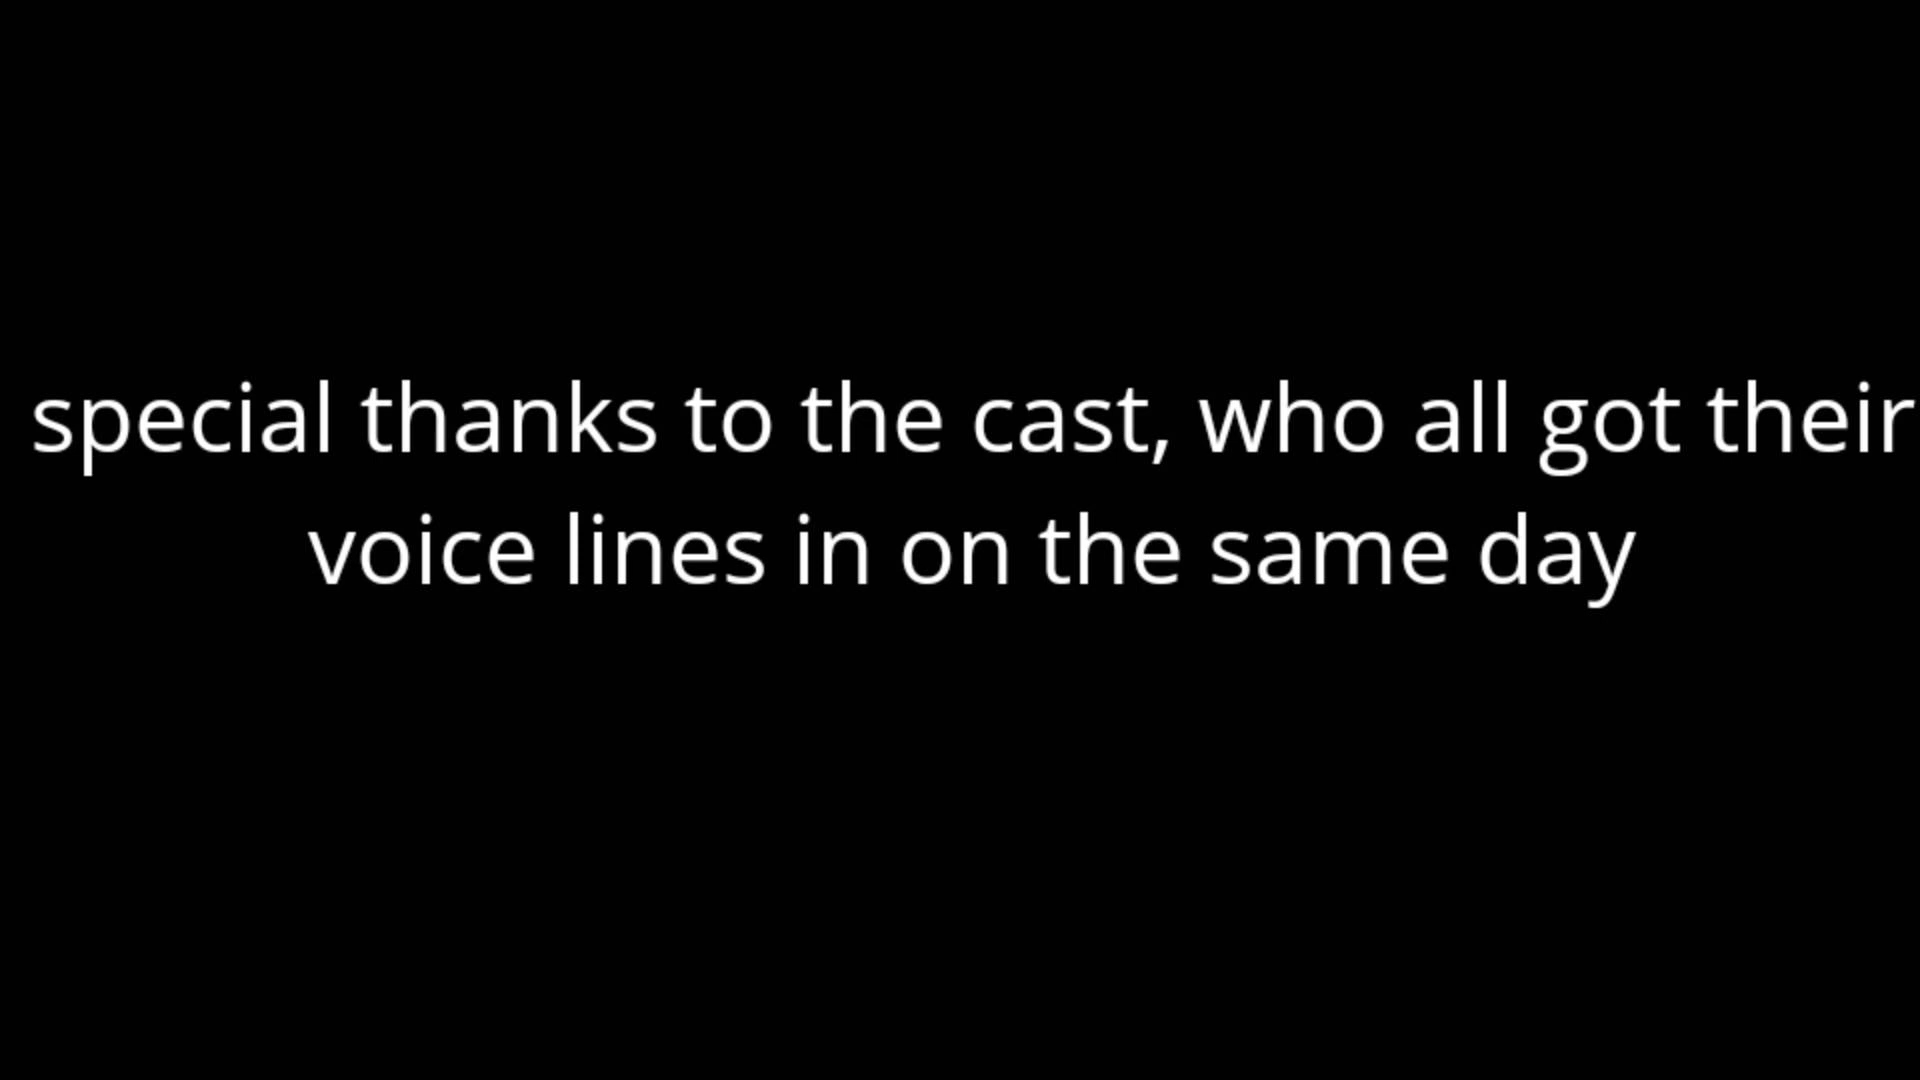 special thanks to the cast, who all got their
voice lines in on the same day